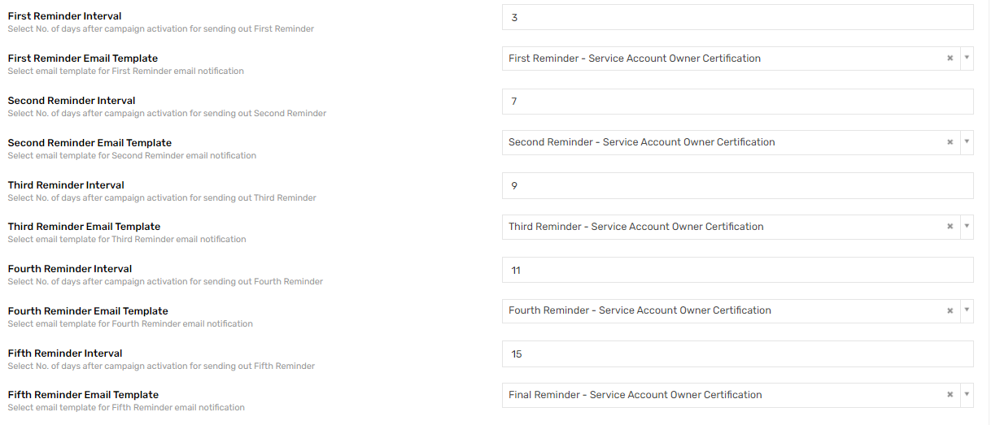 First Reminder Interval
3
Select No. of days after campaign activation for sending out First Reminder
First Reminder Email Template
First Reminder - Service Account Owner Certification
Select email template for First Reminder email notification
Second Reminder Interval
7
Select No. of days after campaign activation for sending out Second Reminder
Second Reminder Email Template
Second Reminder - Service Account Owner Certification
Select email template for Second Reminder email notification
Third Reminder Interval
9
Select No. of days after campaign activation for sending out Third Reminder
Third Reminder Email Template
Third Reminder - Service Account Owner Certification
Select email template for Third Reminder email notification
Fourth Reminder Interval
11
Select No. of days after campaign activation for sending out Fourth Reminder
Fourth Reminder Email Template
Fourth Reminder - Service Account Owner Certification
Select email template for Fourth Reminder email notification
Fifth Reminder Interval
15
Select No. of days after campaign activation for sending out Fifth Reminder
Fifth Reminder Email Template
Final Reminder - Service Account Owner Certification
Select email template for Fifth Reminder email notification